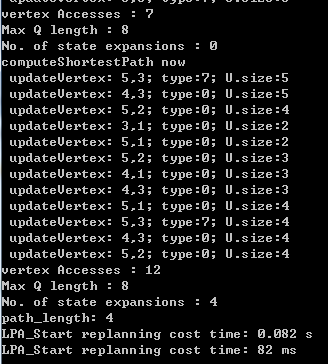 vertex Accesses : 7
Max Q length : 8
No. of state expansions : 0
computeShortestPath now
updateVertex: 5,3; type:7; U.size:5
updateVertex: 4,3; type:0; U.size:5
updateVertex: 5,2; type:0; U.size:4
updateVertex: 3,1; type:0; U.size:2
updateVertex: 5,1; type:0; U.size:2
updateVertex: 5,2; type:0; U.size:3
updateVertex: 4,1; type:0; U.size:3
updateVertex: 4,3; type:0; U.size:3
updateVertex: 5,1; type:0; U.size:4
updateVertex: 5,3; type:7; U.size:4
updateVertex: 4,3; type:0; U.size:4
updateVertex: 5,2; type:0; U.size:4
vertex Accesses : 12
Max Q length : 8
No. of state expansions : 4
path_length: 4
LPA_Start replanning cost time: 0.082 s
LPA_Start replanning cost time: 82 ms